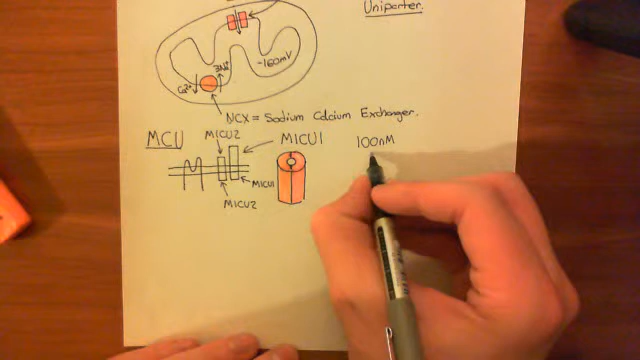 Uniporter.
-160mV
3Na⁺
Ca²⁺
NCX = Sodium Calcium Exchanger.
MCU
MICU2
MICU1
100nM
MICU1
MICU2